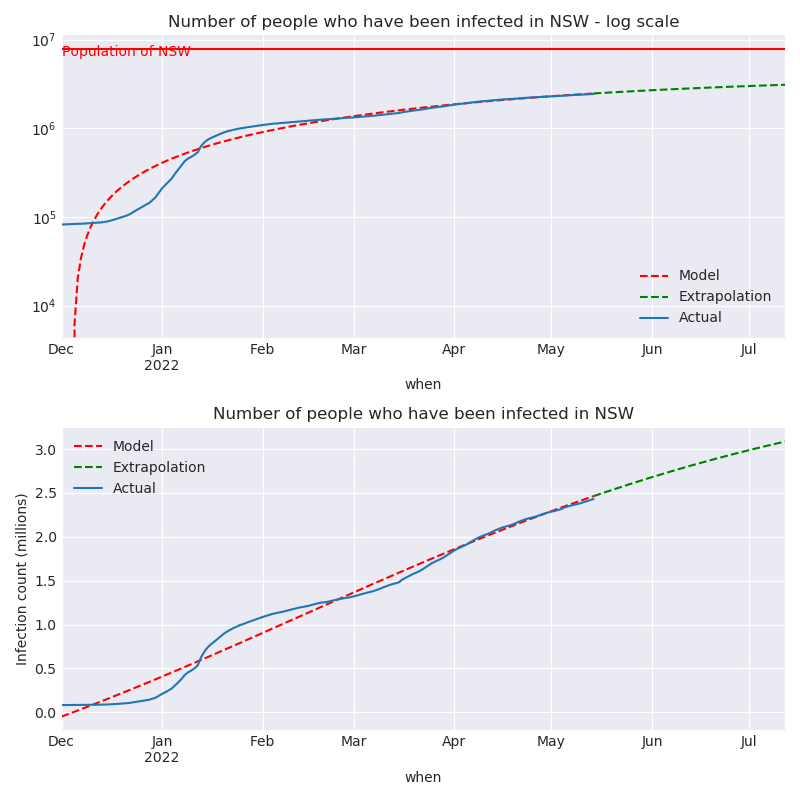 Number of people who have been infected in NSW - log scale
10⁷
Population of NSW
10⁶
10⁵
10⁴
Model
Extrapolation
Actual
Dec Jan Feb Mar Apr May Jun Jul
2022
when
Number of people who have been infected in NSW
Infection count (millions)
3.0
2.5
2.0
1.5
1.0
0.5
0.0
Model
Extrapolation
Actual
Dec Jan Feb Mar Apr May Jun Jul
2022
when